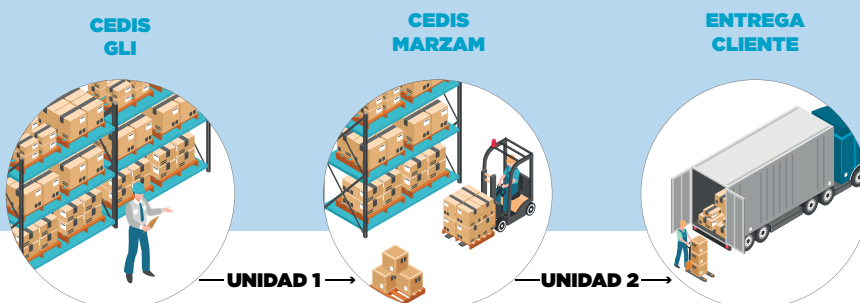 CEDIS
GLI
CEDIS
MARZAM
ENTREGA
CLIENTE
UNIDAD 1
UNIDAD 2